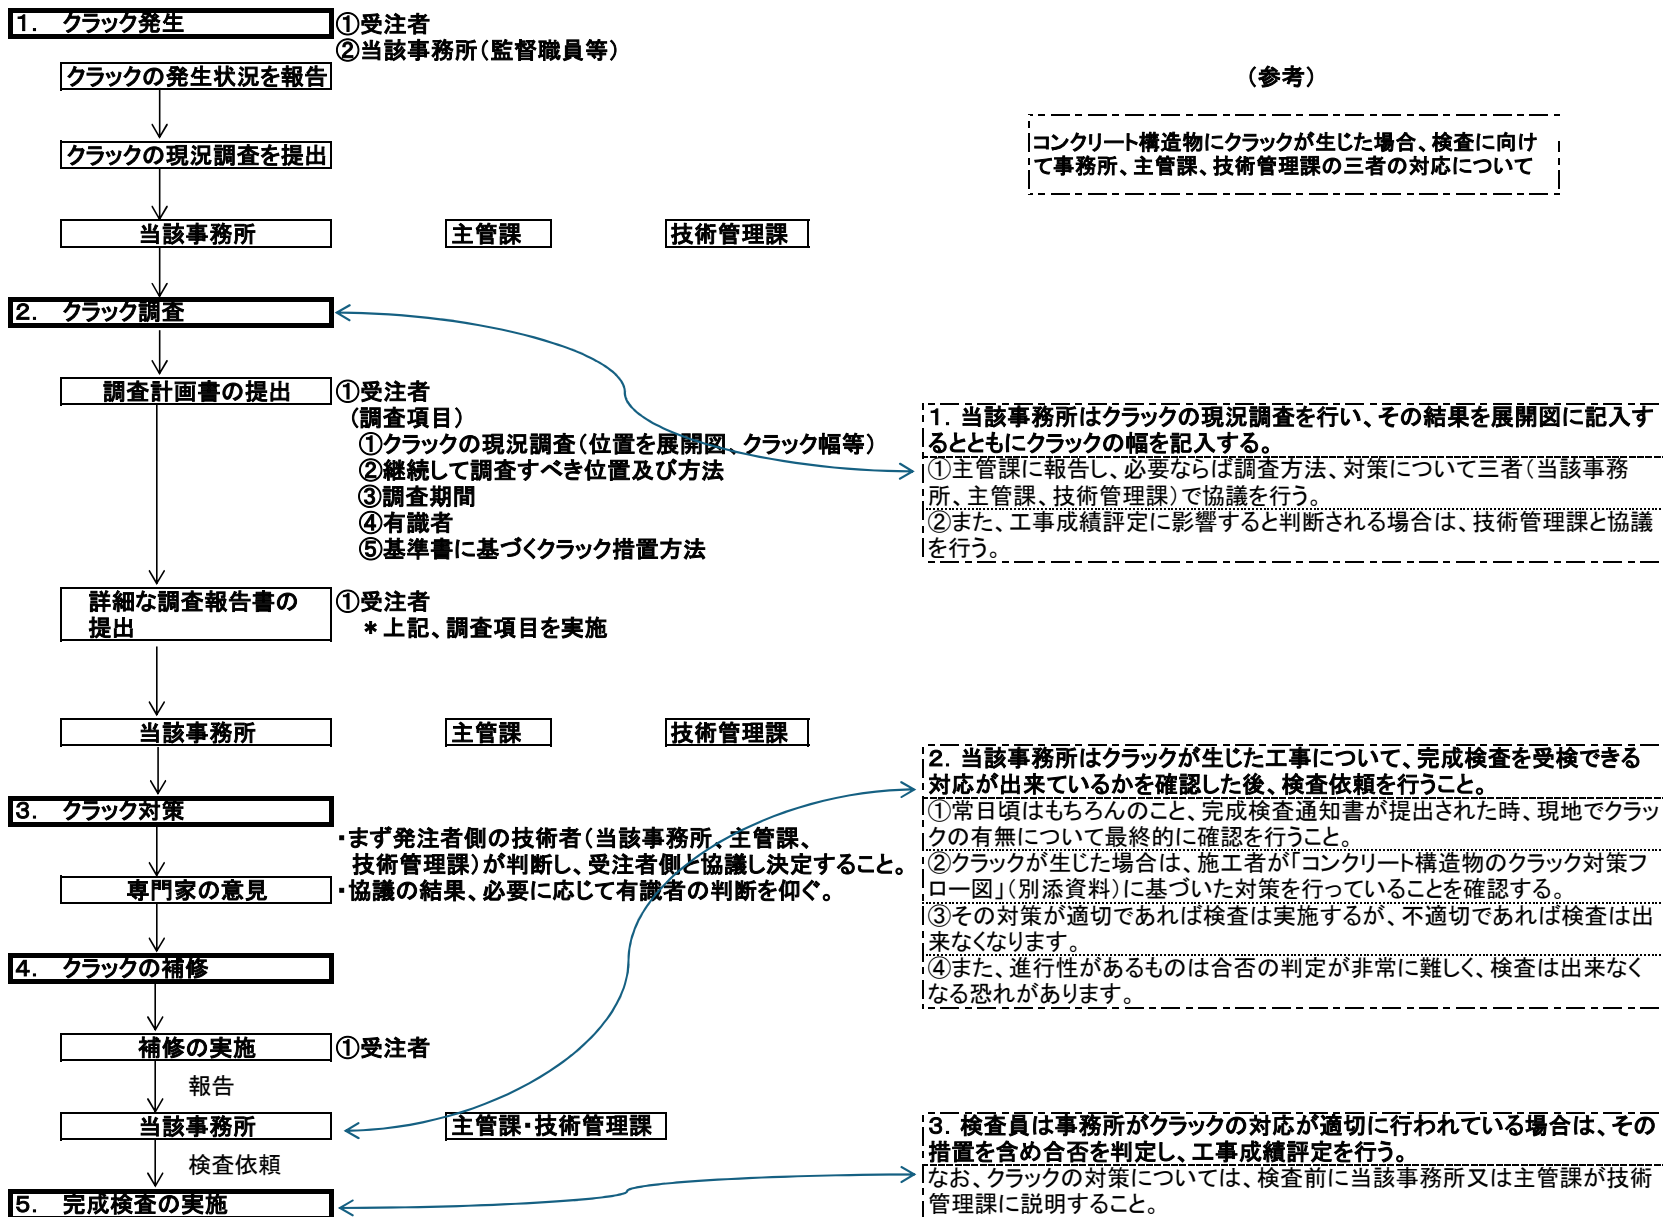 1. クラック発生
①受注者
②当該事務所(監督職員等)
クラックの発生状況を報告
(参考)
クラックの現況調査を提出
コンクリート構造物にクラックが生じた場合、検査に向け
て事務所、主管課、技術管理課の三者の対応について
当該事務所
主管課
技術管理課
2. クラック調査
調査計画書の提出
①受注者
(調査項目)
①クラックの現況調査(位置を展開図、クラック幅等)
②継続して調査すべき位置及び方法
③調査期間
④有識者
⑤基準書に基づくクラック措置方法
1. 当該事務所はクラックの現況調査を行い、その結果を展開図に記入す
るとともにクラックの幅を記入する。
①主管課に報告し、必要ならば調査方法、対策について三者(当該事務
所、主管課、技術管理課)で協議を行う。
②また、工事成績評定に影響すると判断される場合は、技術管理課と協議
を行う。
詳細な調査報告書の
提出
①受注者
*上記、調査項目を実施
当該事務所
主管課
技術管理課
2. 当該事務所はクラックが生じた工事について、完成検査を受検できる
対応が出来ているかを確認した後、検査依頼を行うこと。
①常日頃はもちろんのこと、完成検査通知書が提出された時、現地でクラッ
クの有無について最終的に確認を行うこと。
②クラックが生じた場合は、施工者が「コンクリート構造物のクラック対策フ
ロー図」(別添資料)に基づいた対策を行っていることを確認する。
③その対策が適切であれば検査は実施するが、不適切であれば検査は出
来なくなります。
④また、進行性があるものは合否の判定が非常に難しく、検査は出来なく
なる恐れがあります。
3. クラック対策
・まず発注者側の技術者(当該事務所、主管課、
技術管理課)が判断し、受注者側と協議し決定すること。
・協議の結果、必要に応じて有識者の判断を仰ぐ。
専門家の意見
4. クラックの補修
補修の実施
①受注者
報告
当該事務所
主管課・技術管理課
検査依頼
3. 検査員は事務所がクラックの対応が適切に行われている場合は、その
措置を含め合否を判定し、工事成績評定を行う。
なお、クラックの対策については、検査前に当該事務所又は主管課が技術
管理課に説明すること。
5. 完成検査の実施